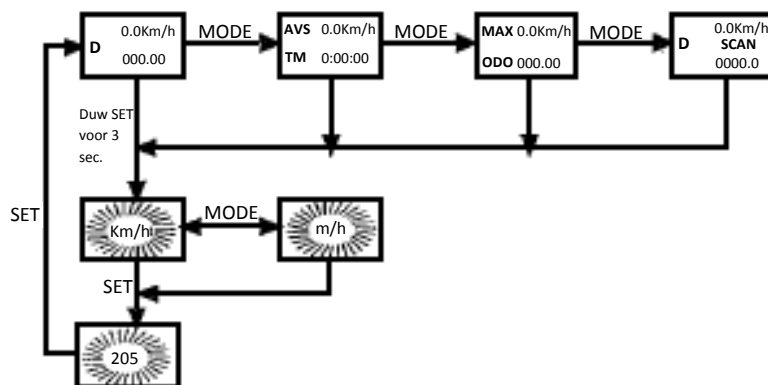 0.0Km/h
D
000.00
MODE
AVS 0.0Km/h
TM 0:00:00
MODE
MAX 0.0Km/h
ODO 000.00
MODE
0.0Km/h
D SCAN
0000.0
Duw SET
voor 3
sec.
SET
Km/h
MODE
m/h
SET
205